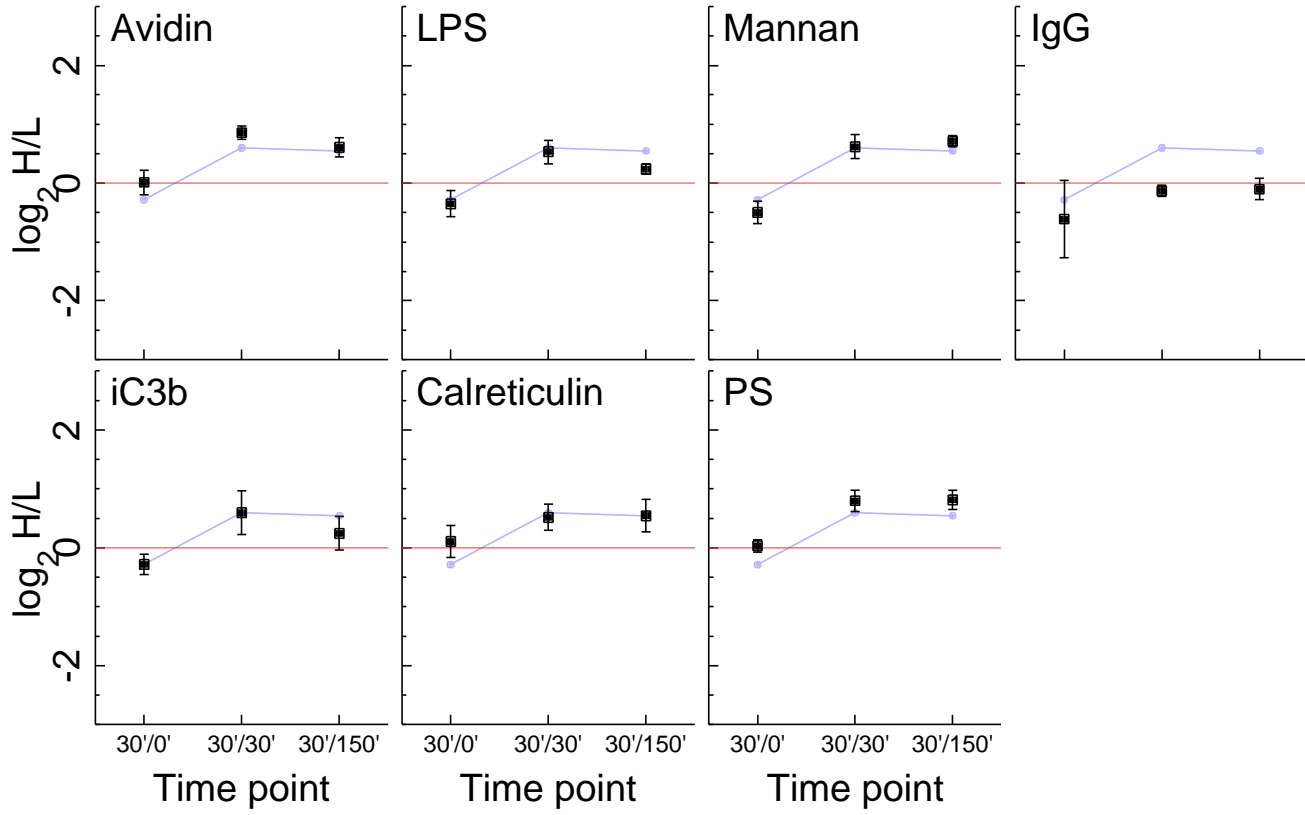 Avidin
LPS
Mannan
IgG
2
0
-2
log2 H/L
iC3b
Calreticulin
PS
2
0
-2
log2 H/L
30'/0' 30'/30' 30'/150'
30'/0' 30'/30' 30'/150'
30'/0' 30'/30' 30'/150'
Time point
Time point
Time point